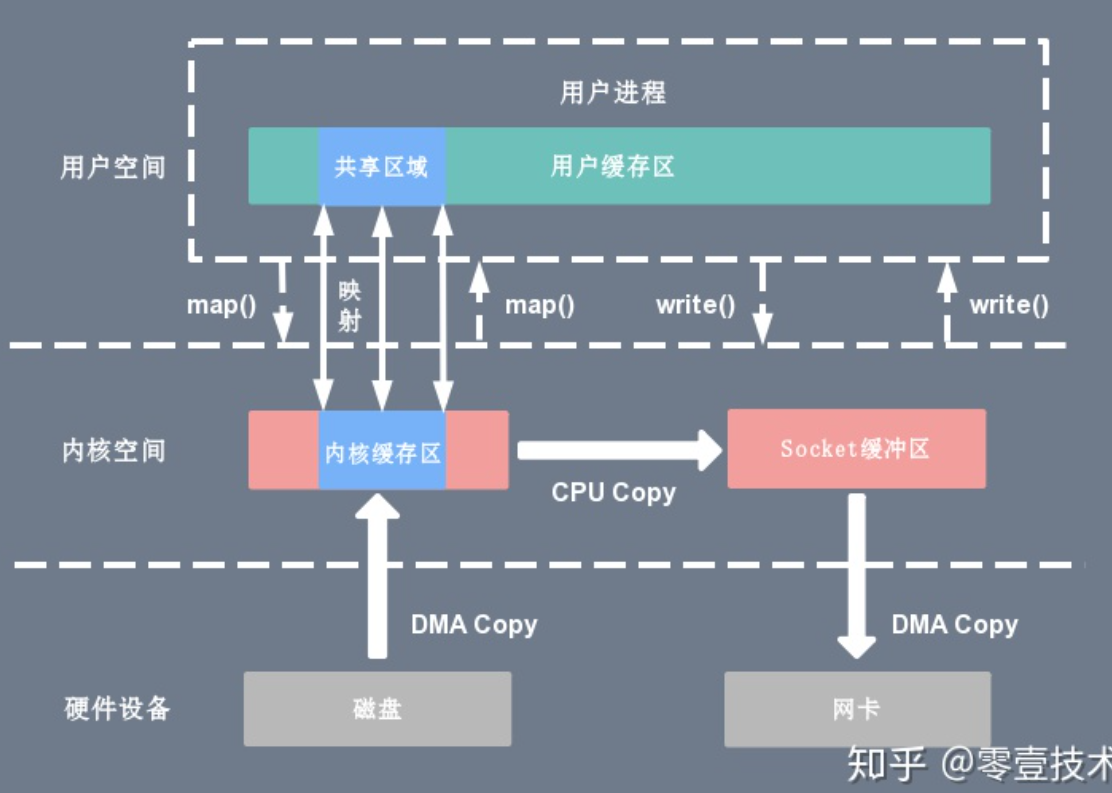 用户进程
用户空间
共享区域
用户缓存区
map()
映
射
map()
write()
write()
内核空间
内核缓存区
Socket缓冲区
CPU Copy
DMA Copy
DMA Copy
硬件设备
磁盘
网卡
知乎 @零壹技术